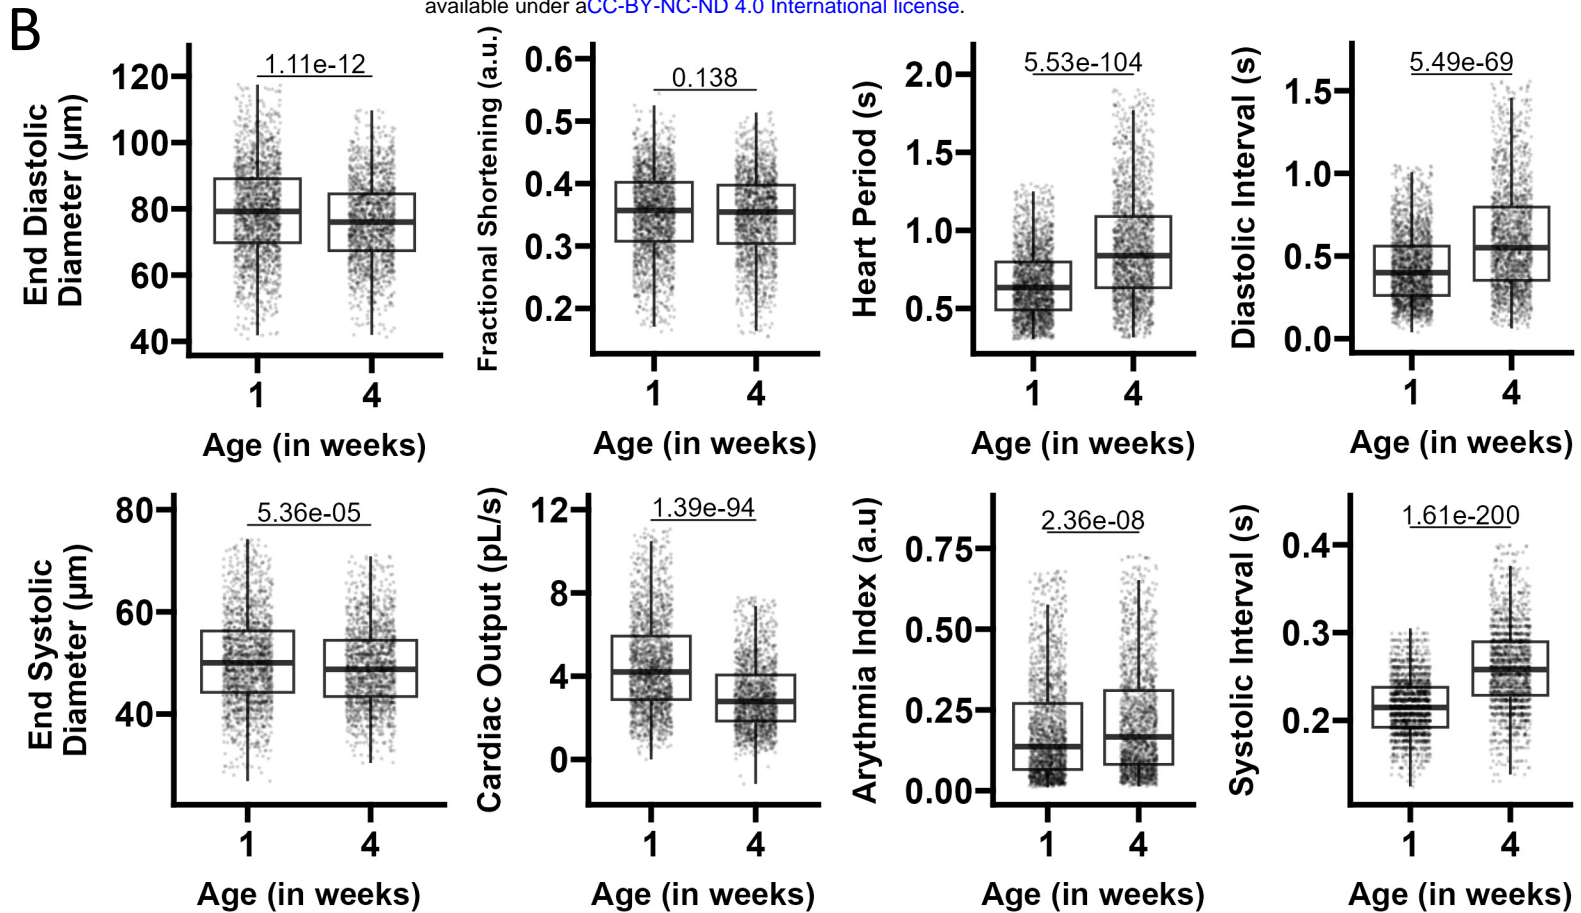 available under aCC-BY-NC-ND 4.0 International license.
B
End Diastolic
Diameter (µm)
120
100
80
60
40
1.11e-12
1
4
Age (in weeks)
Fractional Shortening (a.u.)
0.6
0.5
0.4
0.3
0.2
0.138
1
4
Age (in weeks)
Heart Period (s)
2.0
1.5
1.0
0.5
5.53e-104
1
4
Age (in weeks)
Diastolic Interval (s)
1.5
1.0
0.5
0.0
5.49e-69
1
4
Age (in weeks)
End Systolic
Diameter (µm)
80
60
40
5.36e-05
1
4
Age (in weeks)
Cardiac Output (pL/s)
12
8
4
0
1.39e-94
1
4
Age (in weeks)
Arythmia Index (a.u)
0.75
0.50
0.25
0.00
2.36e-08
1
4
Age (in weeks)
Systolic Interval (s)
0.4
0.3
0.2
1.61e-200
1
4
Age (in weeks)